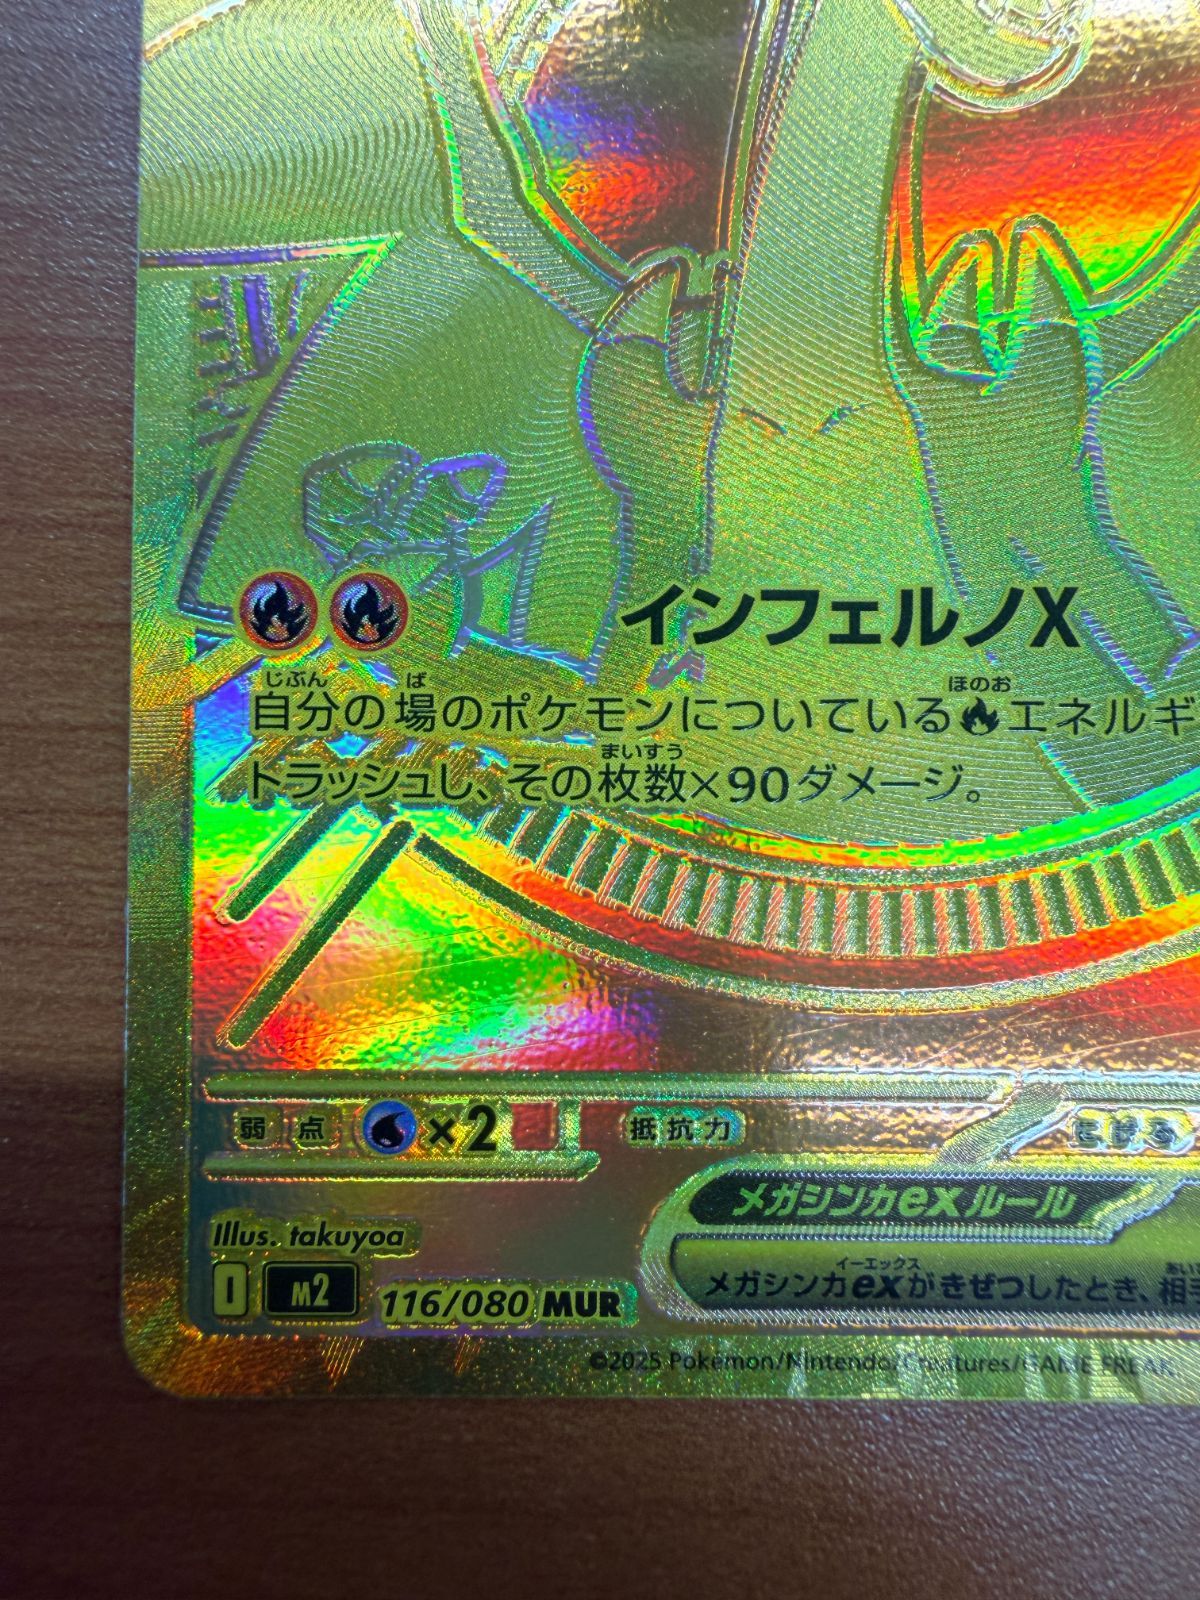 インフェルノX
じぶん ば ほのお
自分の場のポケモンについているエネルギ
まいすう
トラッシュし、その枚数×90ダメージ。
弱点 ×2 抵抗力 にげる
メガシンカexルール
イーエックス
メガシンカexがきぜつしたとき、相
Illus. takuyoa
I M2 116/080 MUR
©2025 Pokémon/Nintendo/Creatures/GAME FREAK